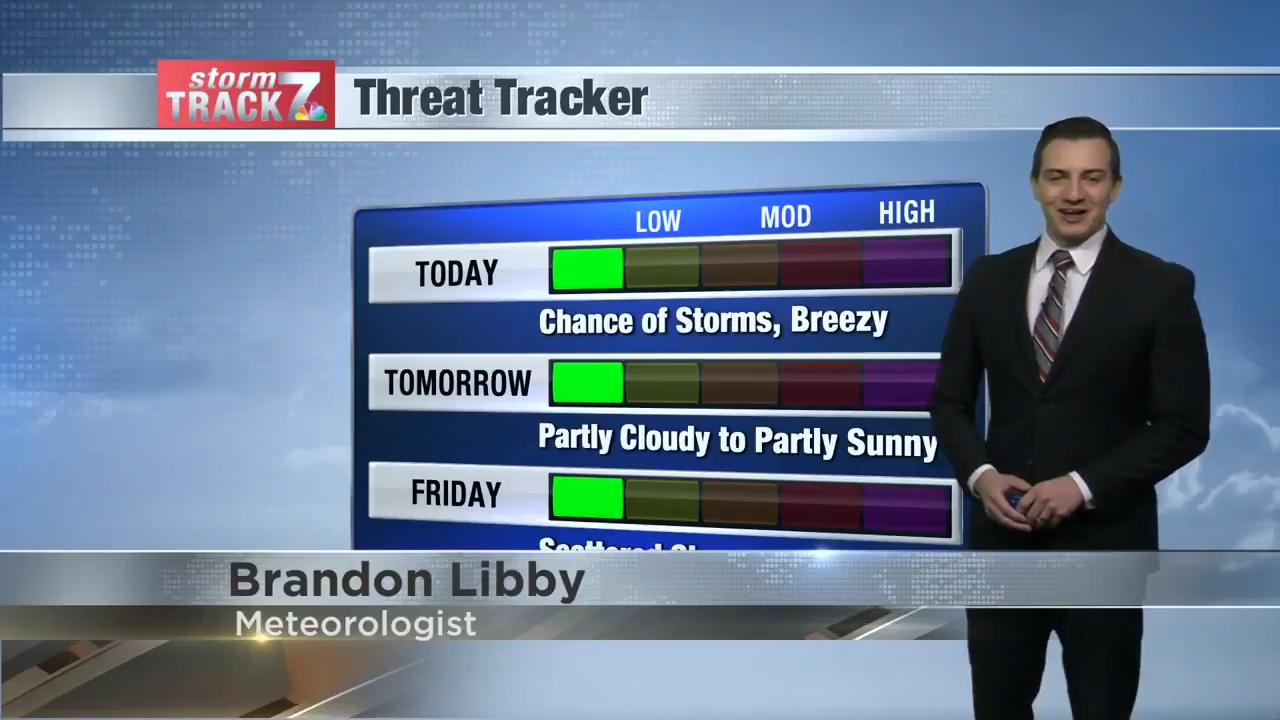 storm
TRACK 7
Threat Tracker
LOW MOD HIGH
TODAY
Chance of Storms, Breezy
TOMORROW
Partly Cloudy to Partly Sunny
FRIDAY
Scattered
Brandon Libby
Meteorologist